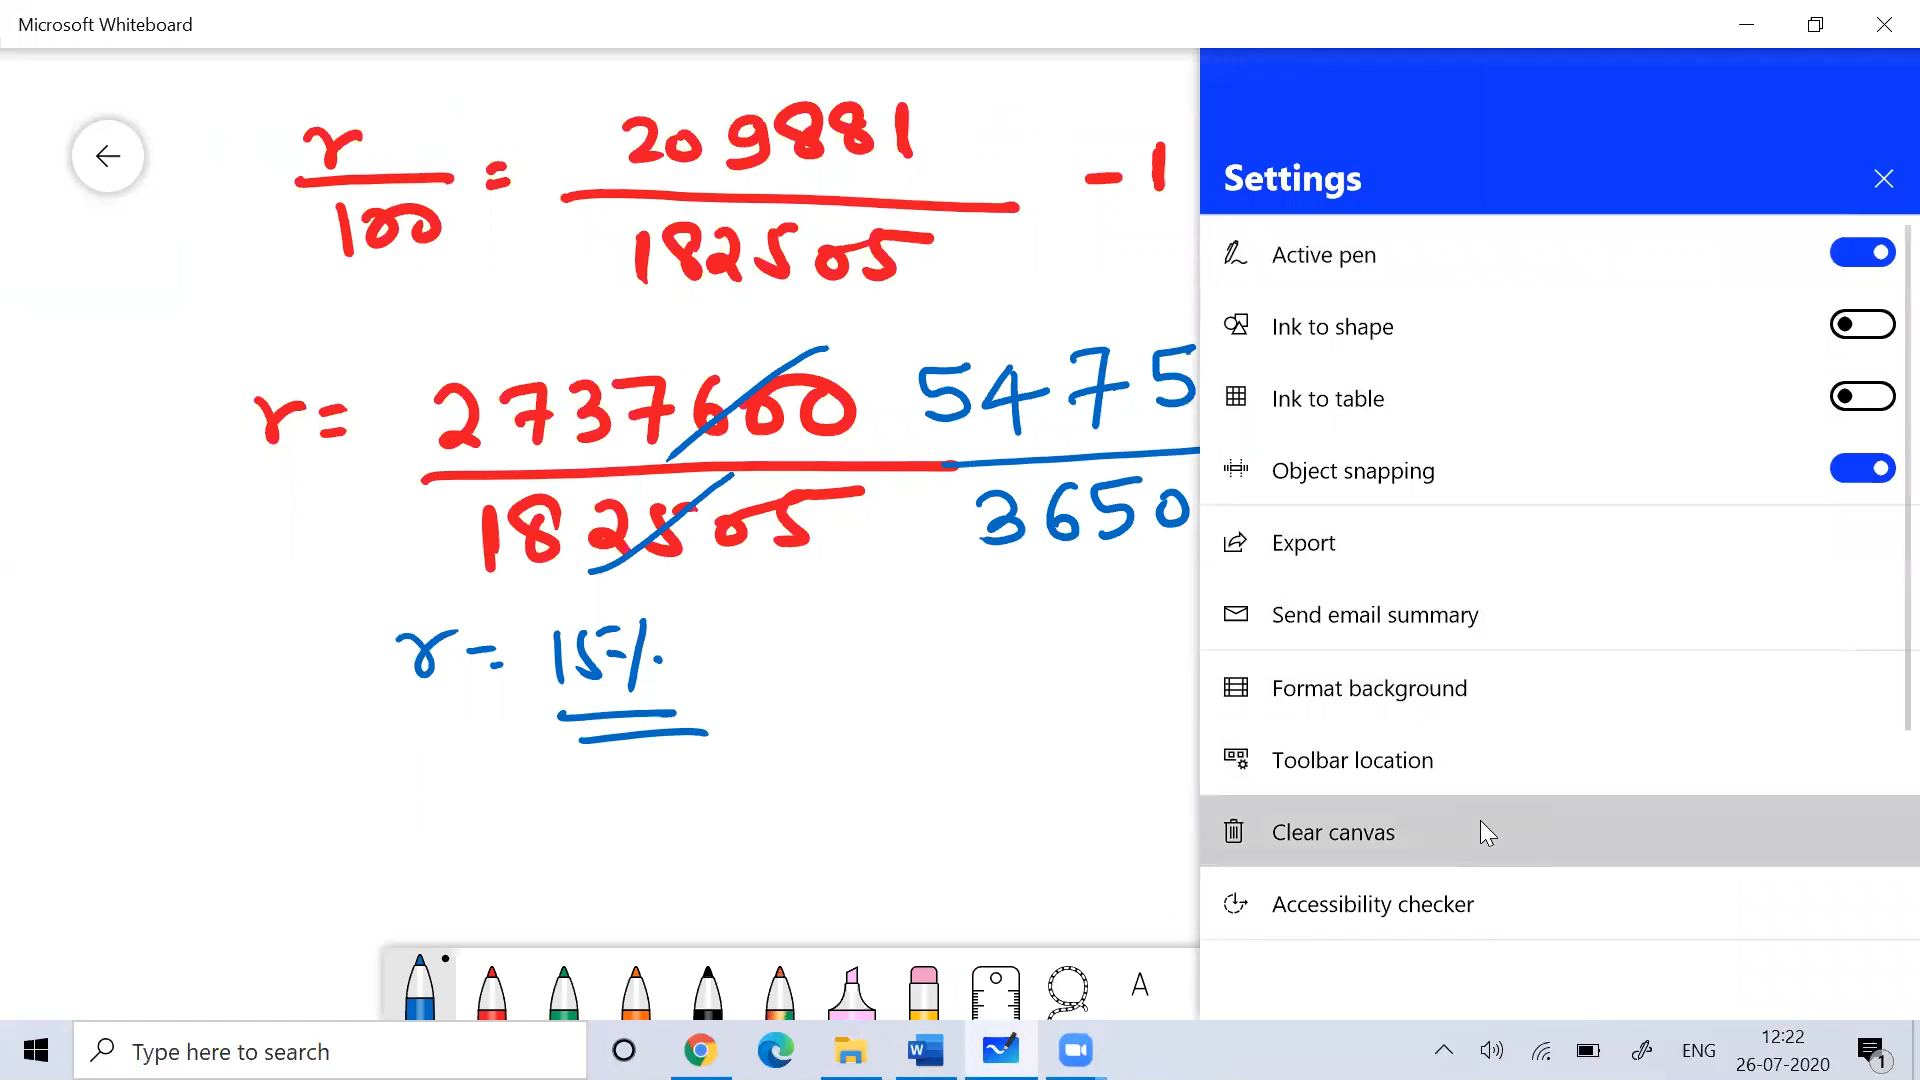 Microsoft Whiteboard
r/100 = 209881/182505 - 1
r = 2737600/182505 5475/3650
r = 15%
Settings
Active pen
Ink to shape
Ink to table
Object snapping
Export
Send email summary
Format background
Toolbar location
Clear canvas
Accessibility checker
A
Type here to search
W
ENG
12:22
26-07-2020
1